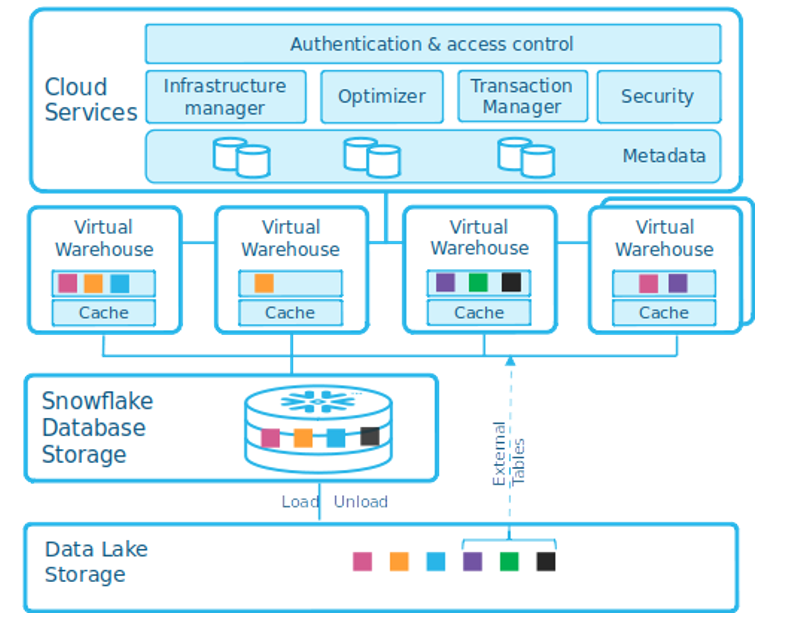 Authentication & access control
Cloud
Services
Infrastructure
manager
Optimizer
Transaction
Manager
Security
Metadata
Virtual
Warehouse
Cache
Virtual
Warehouse
Cache
Virtual
Warehouse
Cache
Virtual
Warehouse
Cache
Snowflake
Database
Storage
External
Tables
Load
Unload
Data Lake
Storage